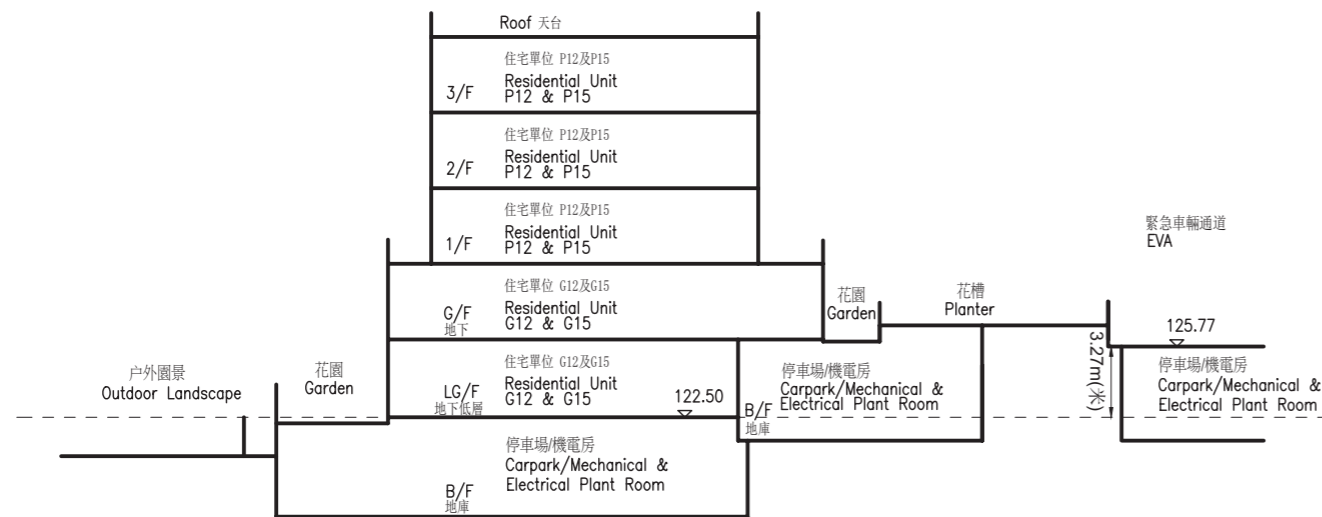 Roof 天台
住宅單位 P12及P15
Residential Unit
P12 & P15
3/F
住宅單位 P12及P15
Residential Unit
P12 & P15
2/F
住宅單位 P12及P15
Residential Unit
P12 & P15
1/F
緊急車輛通道
EVA
住宅單位 G12及G15
Residential Unit
G12 & G15
G/F
地下
花園
Garden
花槽
Planter
125.77
3.27m(米)
户外園景
Outdoor Landscape
花園
Garden
住宅單位 G12及G15
Residential Unit
G12 & G15
LG/F
地下低層
122.50
停車場/機電房
Carpark/Mechanical &
Electrical Plant Room
B/F
地庫
停車場/機電房
Carpark/Mechanical &
Electrical Plant Room
停車場/機電房
Carpark/Mechanical &
Electrical Plant Room
B/F
地庫